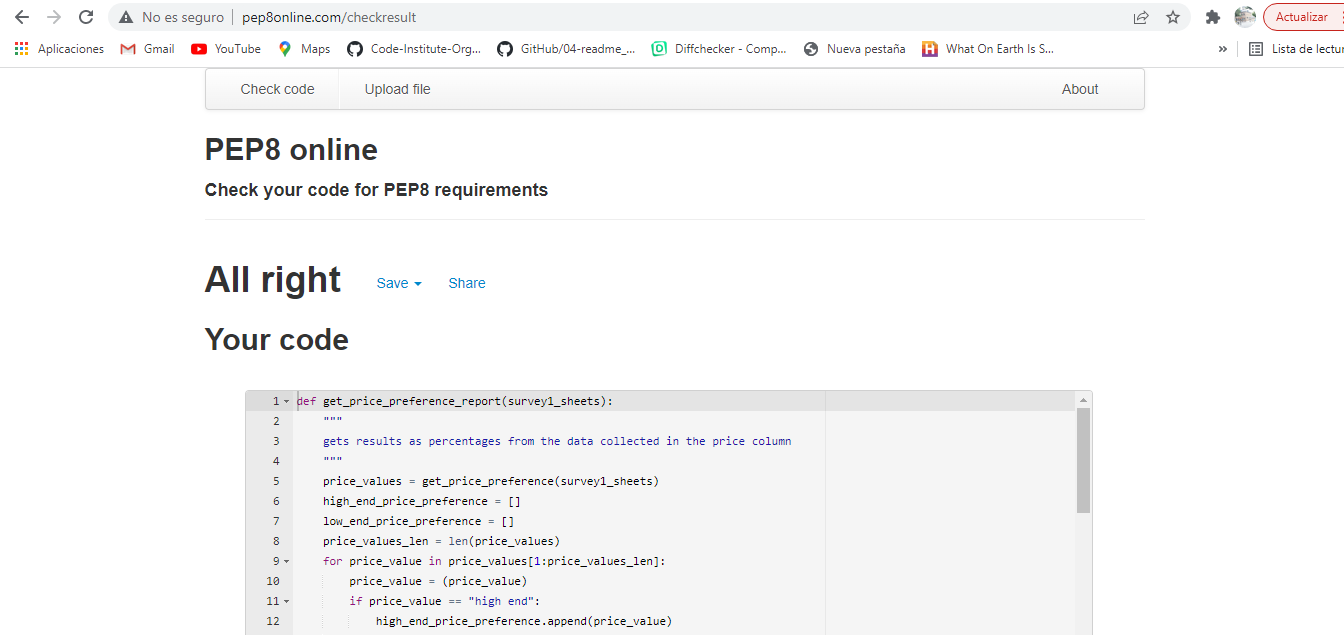 No es seguro pep8online.com/checkresult Actualizar
Aplicaciones Gmail YouTube Maps Code-Institute-Org... GitHub/04-readme_... Diffchecker - Comp... Nueva pestaña What On Earth Is S... » Lista de lectur
Check code Upload file About
PEP8 online
Check your code for PEP8 requirements
All right Save Share
Your code
1 def get_price_preference_report(survey1_sheets):
2 """
3 gets results as percentages from the data collected in the price column
4 """
5 price_values = get_price_preference(survey1_sheets)
6 high_end_price_preference = []
7 low_end_price_preference = []
8 price_values_len = len(price_values)
9 for price_value in price_values[1:price_values_len]:
10 price_value = (price_value)
11 if price_value == "high end":
12 high_end_price_preference.append(price_value)